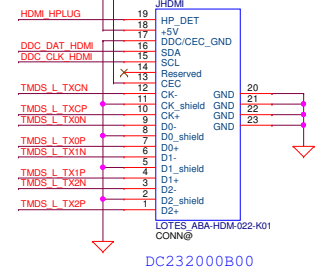 JHDMI
HDMI_HPLUG 19 HP_DET
18 +5V
17 DDC/CEC_GND
DDC_DAT_HDMI 16 SDA
DDC_CLK_HDMI 15 SCL
14 Reserved
13 CEC
TMDS_L_TXCN 12 CK- GND 20
11 CK_shield GND 21
TMDS_L_TXCP 10 CK+ GND 22
TMDS_L_TX0N 9 D0- GND 23
8 D0_shield
TMDS_L_TX0P 7 D0+
TMDS_L_TX1N 6 D1-
5 D1_shield
TMDS_L_TX1P 4 D1+
TMDS_L_TX2N 3 D2-
2 D2_shield
TMDS_L_TX2P 1 D2+
LOTES_ABA-HDM-022-K01
CONN@
DC232000B00